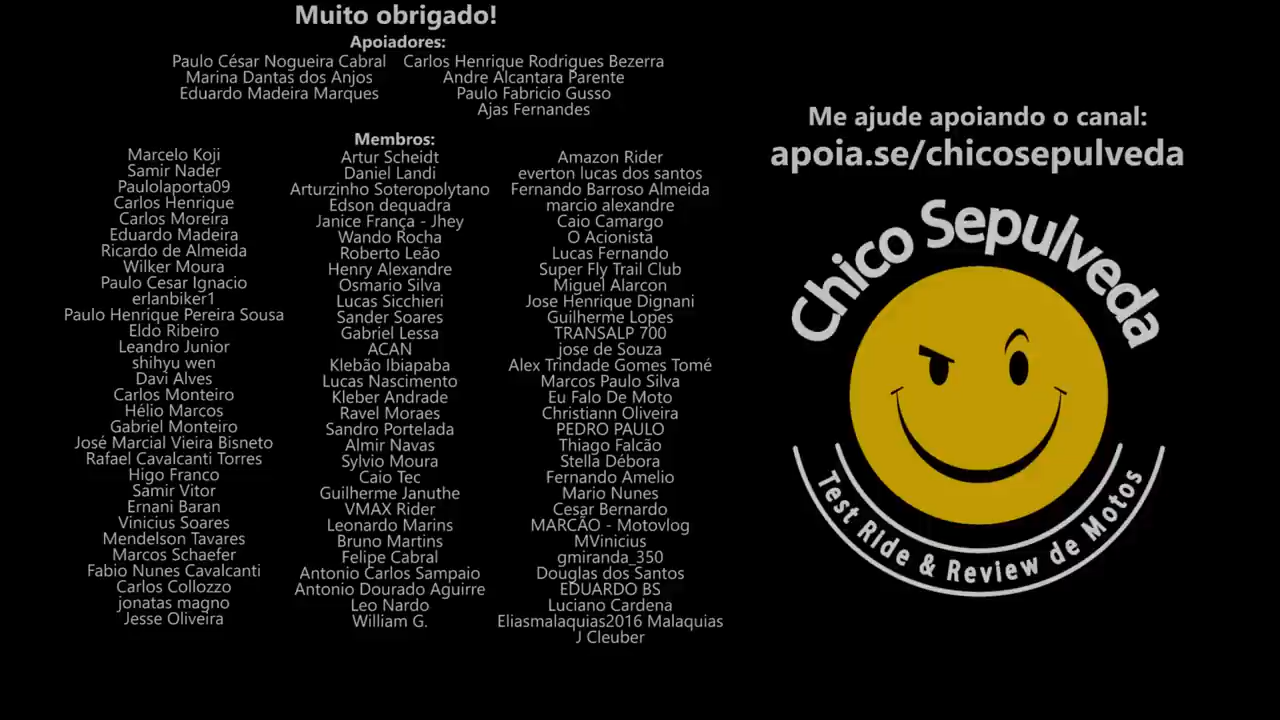 Muito obrigado!
Apoiadores:
Paulo César Nogueira Cabral
Marina Dantas dos Anjos
Eduardo Madeira Marques
Carlos Henrique Rodrigues Bezerra
Andre Alcantara Parente
Paulo Fabricio Gusso
Ajas Fernandes
Membros:
Marcelo Koji
Samir Nader
Paulolaporta09
Carlos Henrique
Carlos Moreira
Eduardo Madeira
Ricardo de Almeida
Wilker Moura
Paulo Cesar Ignacio
erlanbiker1
Paulo Henrique Pereira Sousa
Eldo Ribeiro
Leandro Junior
shihyu wen
Davi Alves
Carlos Monteiro
Hélio Marcos
Gabriel Monteiro
José Marcial Vieira Bisneto
Rafael Cavalcanti Torres
Higo Franco
Samir Vitor
Ernani Baran
Vinicius Soares
Mendelson Tavares
Marcos Schaefer
Fabio Nunes Cavalcanti
Carlos Collozzo
jonatas magno
Jesse Oliveira
Artur Scheidt
Daniel Landi
Arturzinho Soteropolytano
Edson dequadra
Janice França - Jhey
Wando Rocha
Roberto Leão
Henry Alexandre
Osmario Silva
Lucas Sicchieri
Sander Soares
Gabriel Lessa
ACAN
Klebão Ibiapaba
Lucas Nascimento
Kleber Andrade
Ravel Moraes
Sandro Portelada
Almir Navas
Sylvio Moura
Caio Tec
Guilherme Januthe
VMAX Rider
Leonardo Marins
Bruno Martins
Felipe Cabral
Antonio Carlos Sampaio
Antonio Dourado Aguirre
Leo Nardo
William G.
Amazon Rider
everton lucas dos santos
Fernando Barroso Almeida
marcio alexandre
Caio Camargo
O Acionista
Lucas Fernando
Super Fly Trail Club
Miguel Alarcon
Jose Henrique Dignani
Guilherme Lopes
TRANSALP 700
jose de Souza
Alex Trindade Gomes Tomé
Marcos Paulo Silva
Eu Falo De Moto
Christiann Oliveira
PEDRO PAULO
Thiago Falcão
Stella Débora
Fernando Amelio
Mario Nunes
Cesar Bernardo
MARCÃO - Motovlog
MVinicius
gmiranda_350
Douglas dos Santos
EDUARDO BS
Luciano Cardena
Eliasmalaquias2016 Malaquias
J Cleuber
Me ajude apoiando o canal:
apoia.se/chicosepulveda
Chico Sepulveda
Test Ride & Review de Motos